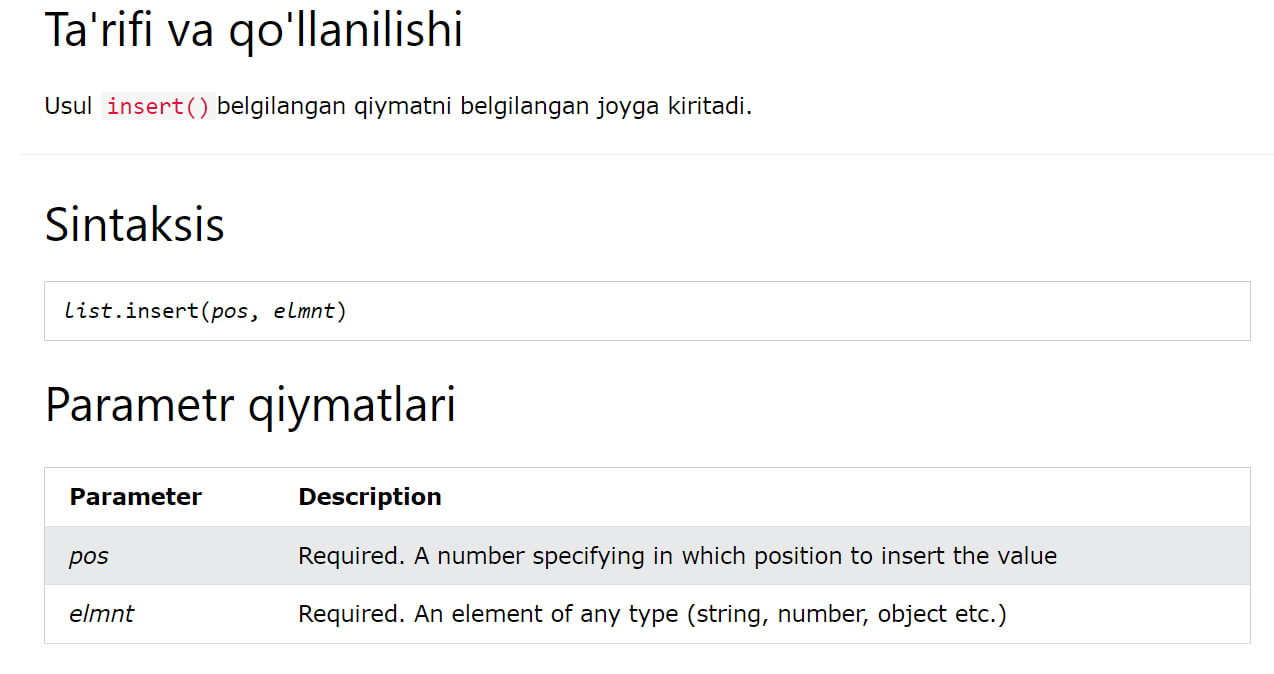 Ta'rifi va qo'llanilishi
Usul insert() belgilangan qiymatni belgilangan joyga kiritadi.
Sintaksis
list.insert(pos, elmnt)
Parametr qiymatlari
Parameter Description
pos Required. A number specifying in which position to insert the value
elmnt Required. An element of any type (string, number, object etc.)